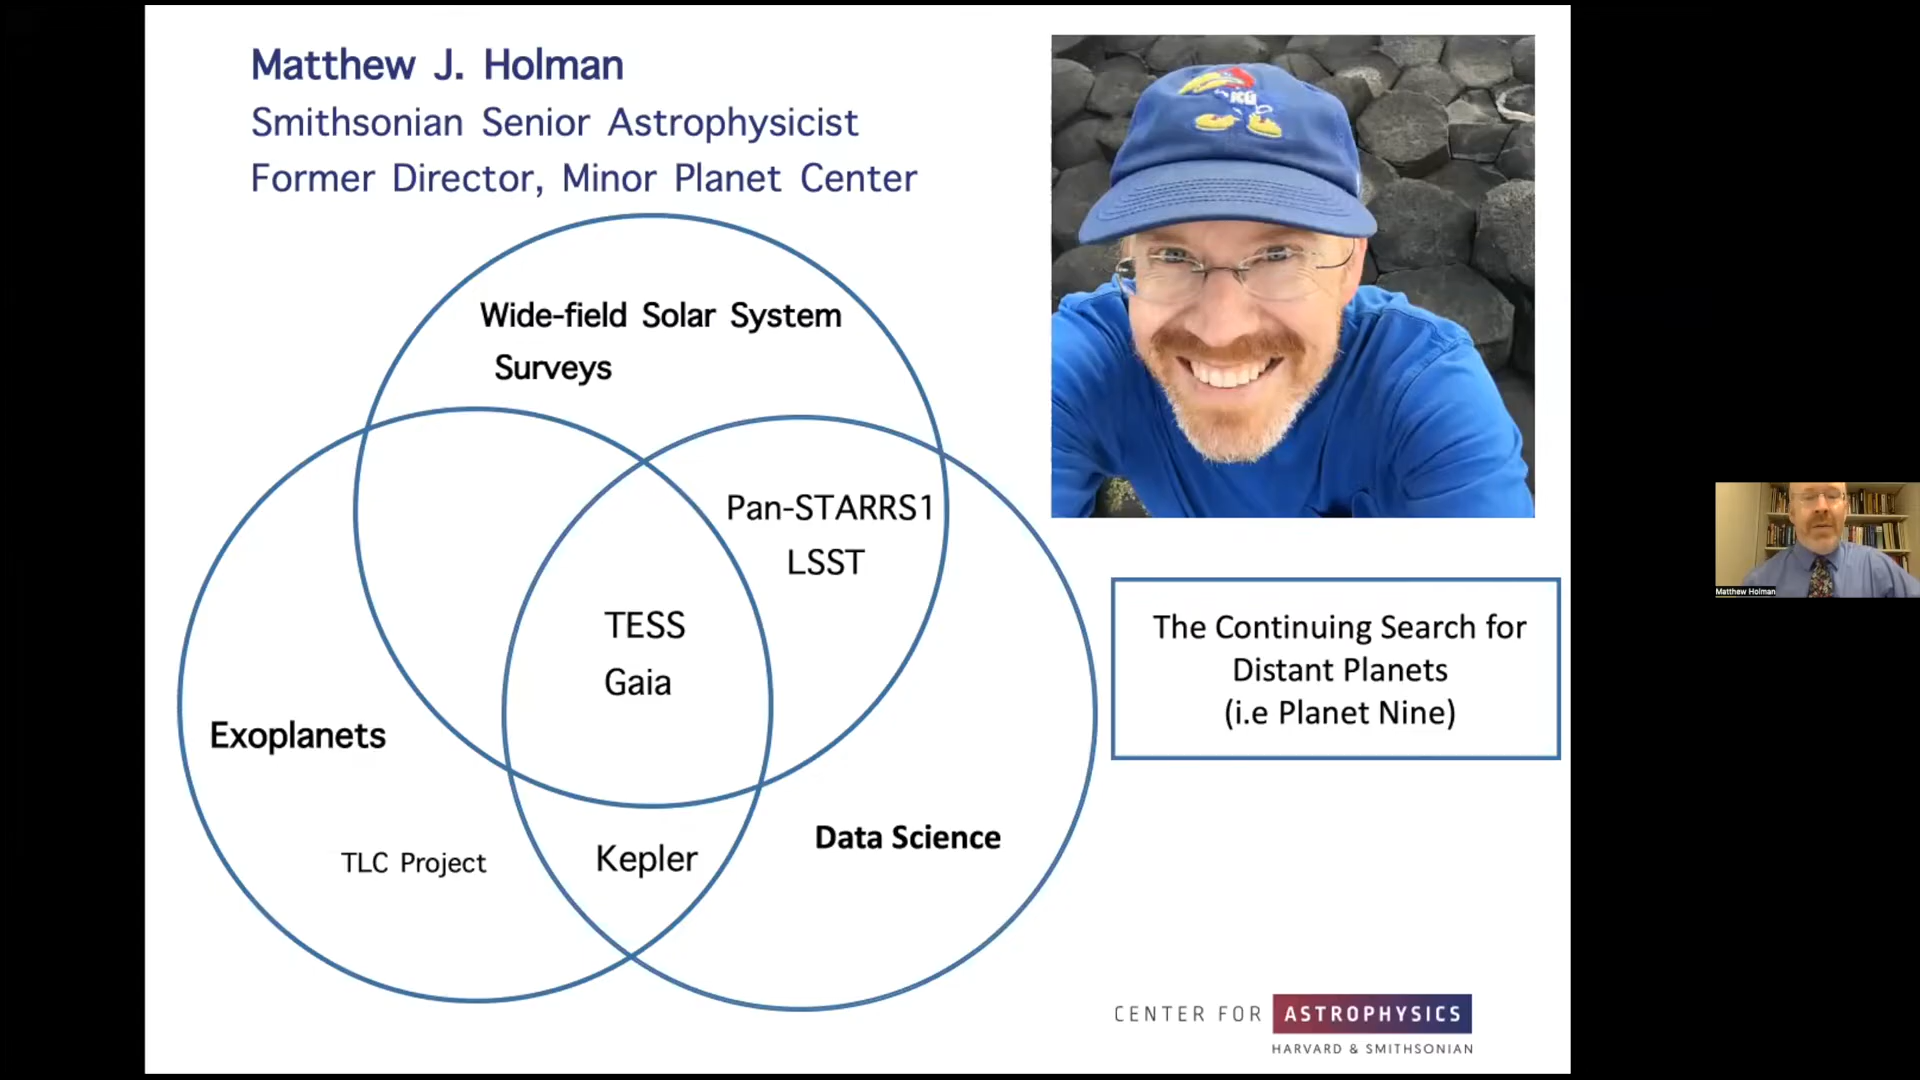 Matthew J. Holman
Smithsonian Senior Astrophysicist
Former Director, Minor Planet Center
Wide-field Solar System
Surveys
Pan-STARRS1
LSST
TESS
Gaia
Exoplanets
TLC Project
Kepler
Data Science
KU
The Continuing Search for
Distant Planets
(i.e Planet Nine)
Matthew Holman
CENTER FOR ASTROPHYSICS
HARVARD & SMITHSONIAN